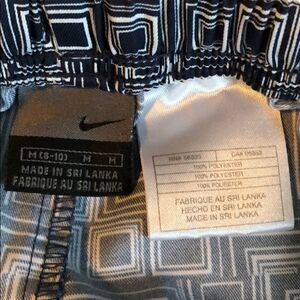 M (8-10) M M
MADE IN SRI LANKA
FABRIQUE AU SRI LANKA
100% POLYESTER
100% POLYESTER
100% POLYESTER
FABRIQUE AU SRI LANKA
HECHO EN SRI LANKA
MADE IN SRI LANKA